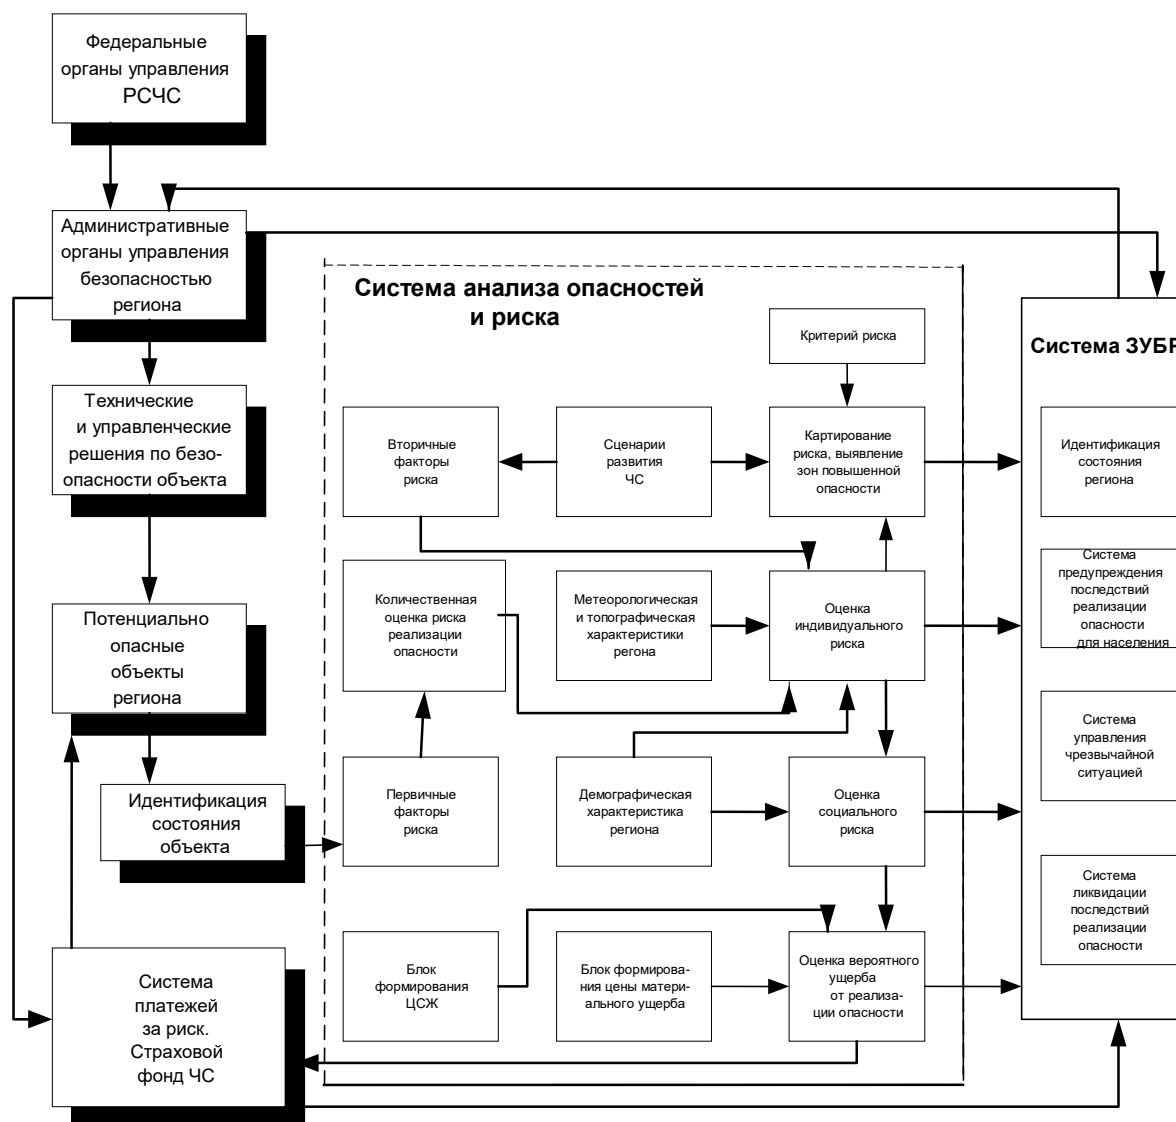 Федеральные
органы управления
РСЧС
Административные
органы управления
безопасностью
региона
Технические
и управленческие
решения по безо-
опасности объекта
Потенциально
опасные
объекты
региона
Идентификация
состояния
объекта
Система
платежей
за риск.
Страховой
фонд ЧС
Система анализа опасностей
и риска
Критерий риска
Вторичные
факторы
риска
Сценарии
развития
ЧС
Картирование
риска, выявление
зон повышенной
опасности
Количественная
оценка риска
реализации
опасности
Метеорологическая
и топографическая
характеристики
регона
Оценка
индивидуального
риска
Первичные
факторы
риска
Демографическая
характеристика
региона
Оценка
социального
риска
Блок
формирования
ЦСЖ
Блок формирова-
ния цены матери-
ального ущерба
Оценка вероятного
ущерба
от реализа-
ции опасности
Система ЗУБР
Идентификация
состояния
региона
Система
предупреждения
последствий
реализации
опасности
для населения
Система
управления
чрезвычайной
ситуацией
Система
ликвидации
последствий
реализации
опасности